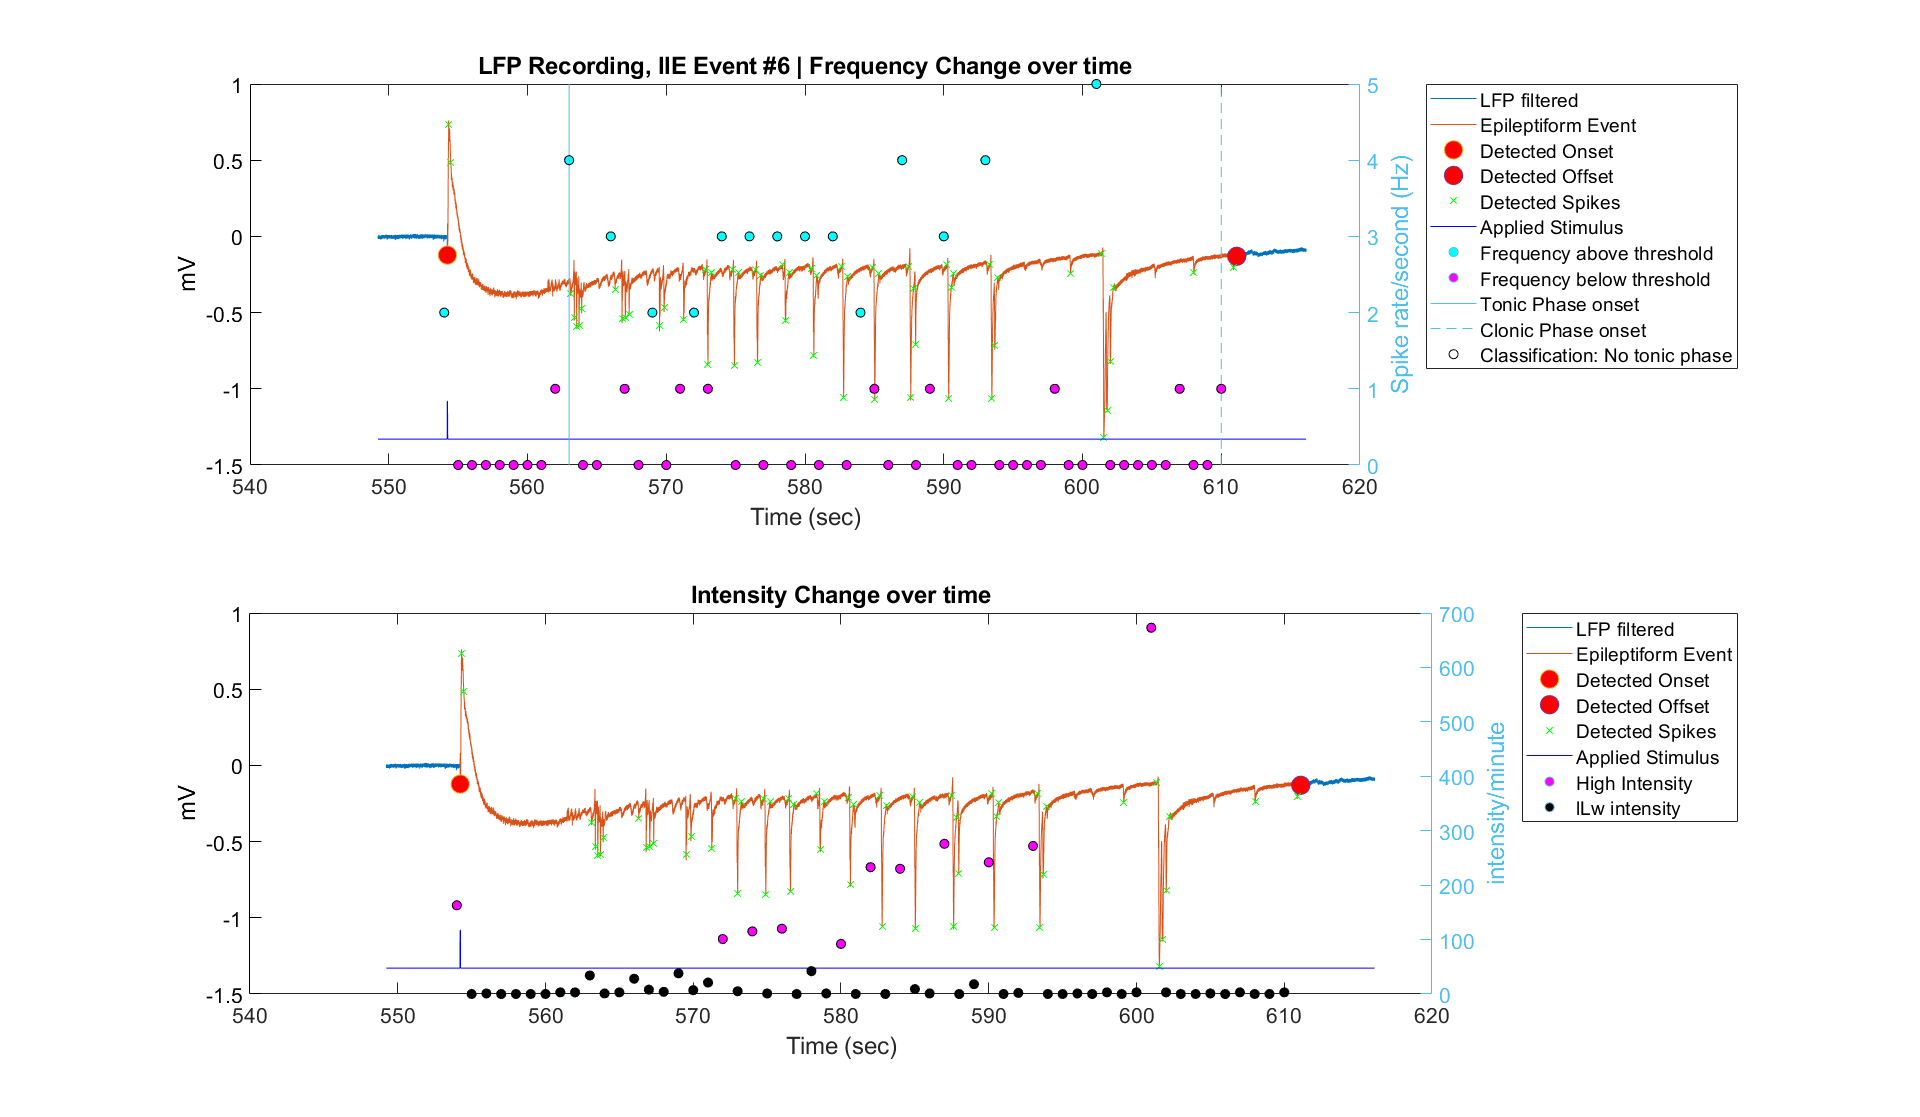 LFP Recording, IIE Event #6 | Frequency Change over time
1
0.5
0
-0.5
-1
-1.5
mV
540
550
560
570
580
590
600
610
620
Time (sec)
5
4
3
2
1
0
Spike rate/second (Hz)
LFP filtered
Epileptiform Event
Detected Onset
Detected Offset
Detected Spikes
Applied Stimulus
Frequency above threshold
Frequency below threshold
Tonic Phase onset
Clonic Phase onset
Classification: No tonic phase
Intensity Change over time
1
0.5
0
-0.5
-1
-1.5
mV
540
550
560
570
580
590
600
610
620
Time (sec)
700
600
500
400
300
200
100
0
intensity/minute
LFP filtered
Epileptiform Event
Detected Onset
Detected Offset
Detected Spikes
Applied Stimulus
High Intensity
lLw intensity